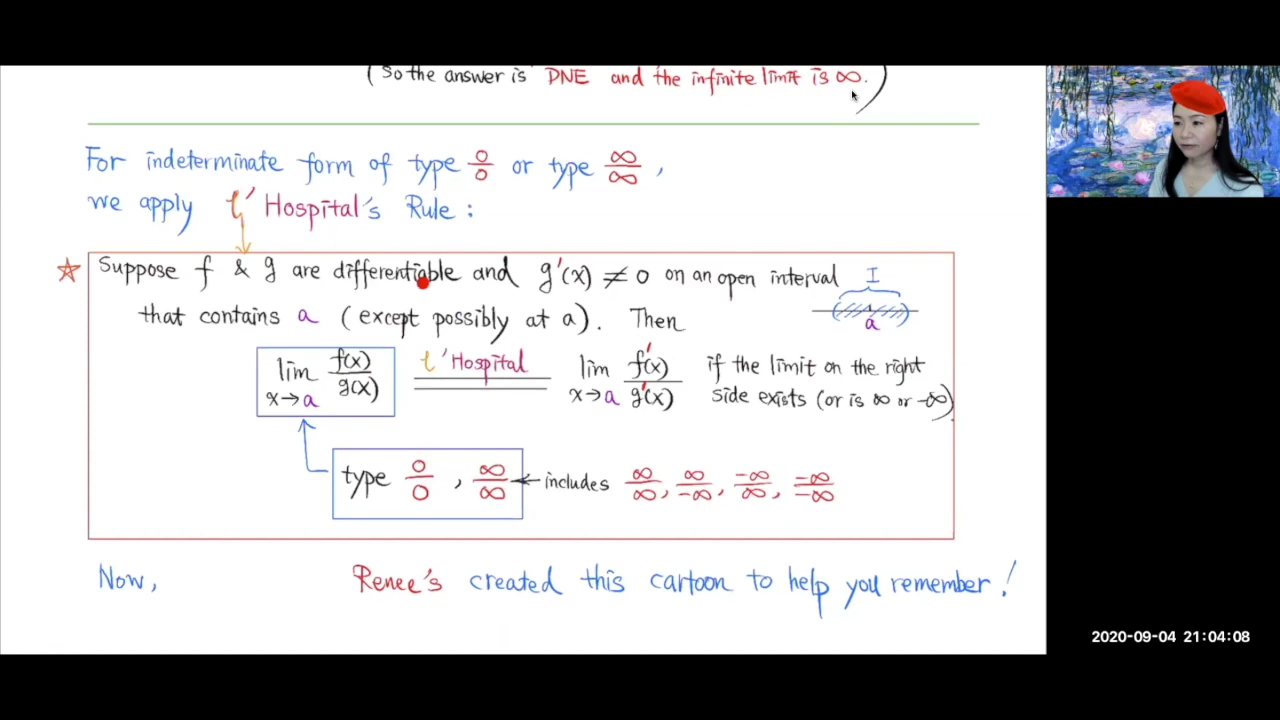 (So the answer is DNE and the infinite limit is ∞.)
For indeterminate form of type 0/0 or type ∞/∞,
we apply l'Hospital's Rule:
☆ Suppose f & g are differentiable and g'(x) ≠ 0 on an open interval I
that contains a (except possibly at a). Then
a
lim x→a f(x)/g(x) l'Hospital lim x→a f'(x)/g'(x) if the limit on the right
side exists (or is ∞ or -∞).
type 0/0, ∞/∞ ← includes ∞/∞, ∞/-∞, -∞/∞, -∞/-∞
Now, Renee's created this cartoon to help you remember!
2020-09-04 21:04:08